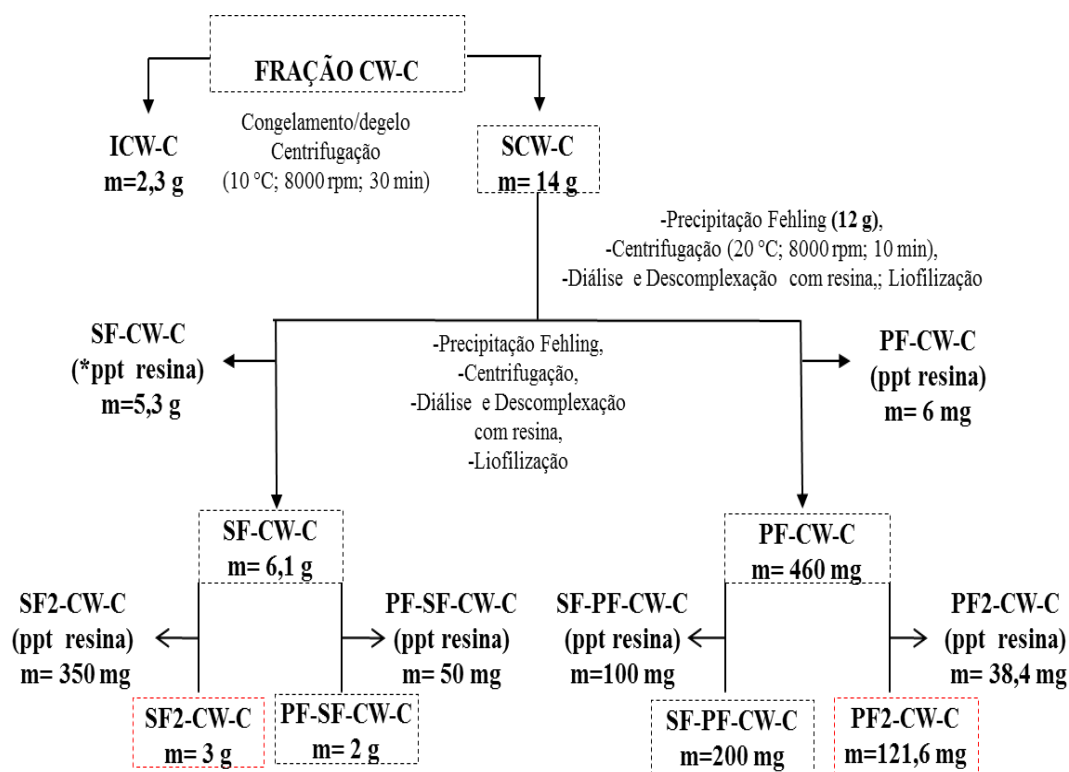 FRAÇÃO CW-C
ICW-C
m=2,3 g
Congelamento/degelo
Centrifugação
(10 °C; 8000 rpm; 30 min)
SCW-C
m= 14 g
-Precipitação Fehling (12 g),
-Centrifugação (20 °C; 8000 rpm; 10 min),
-Diálise e Descomplexação com resina,; Liofilização
SF-CW-C
(*ppt resina)
m=5,3 g
-Precipitação Fehling,
-Centrifugação,
-Diálise e Descomplexação
com resina,
-Liofilização
PF-CW-C
(ppt resina)
m= 6 mg
SF-CW-C
m= 6,1 g
PF-CW-C
m= 460 mg
SF2-CW-C
(ppt resina)
m= 350 mg
PF-SF-CW-C
(ppt resina)
m= 50 mg
SF-PF-CW-C
(ppt resina)
m=100 mg
PF2-CW-C
(ppt resina)
m= 38,4 mg
SF2-CW-C
m= 3 g
PF-SF-CW-C
m= 2 g
SF-PF-CW-C
m=200 mg
PF2-CW-C
m=121,6 mg